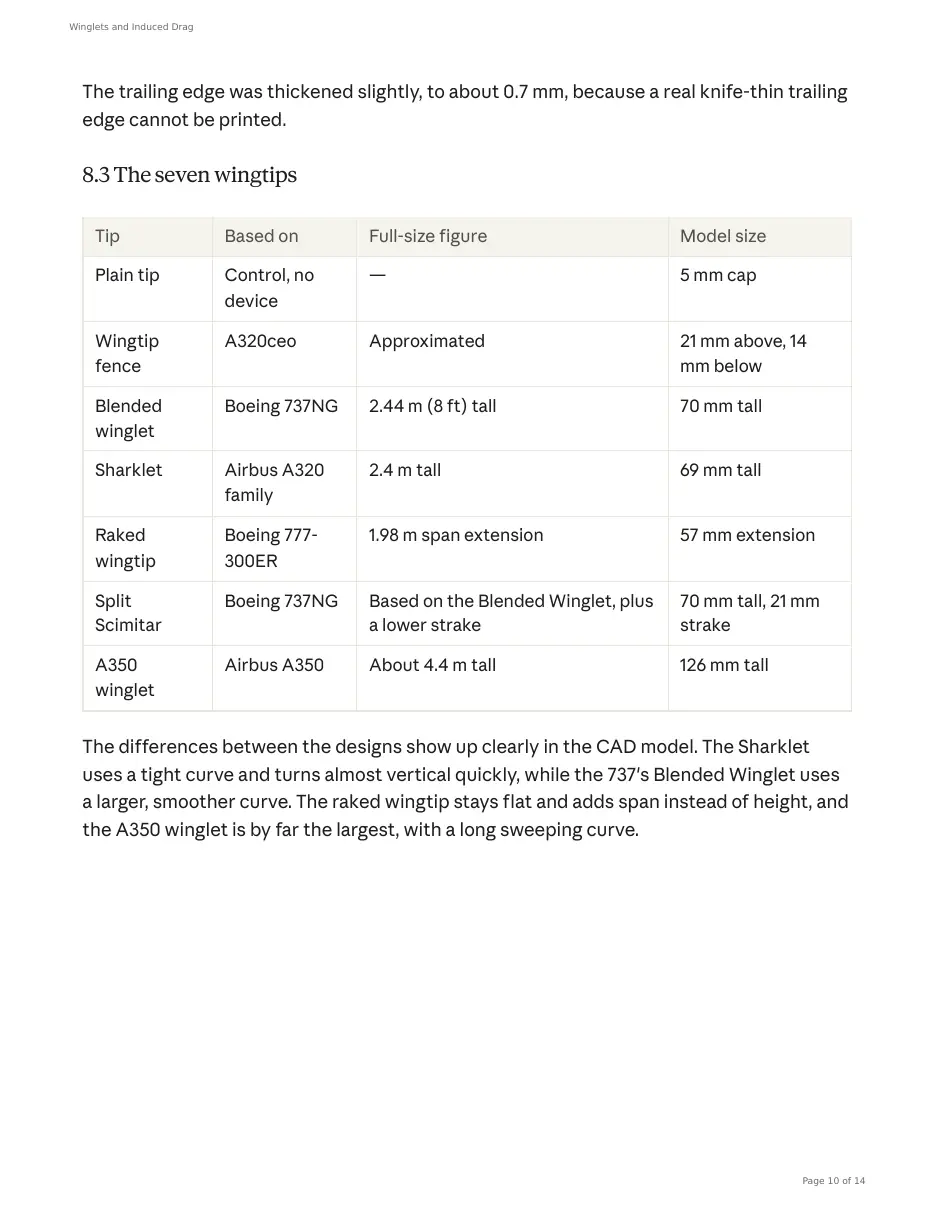 Winglets and Induced Drag
The trailing edge was thickened slightly, to about 0.7 mm, because a real knife-thin trailing
edge cannot be printed.
8.3 The seven wingtips
Tip Based on Full-size figure Model size
Plain tip Control, no — 5 mm cap
device
Wingtip A320ceo Approximated 21 mm above, 14
fence mm below
Blended Boeing 737NG 2.44 m (8 ft) tall 70 mm tall
winglet
Sharklet Airbus A320 2.4 m tall 69 mm tall
family
Raked Boeing 777- 1.98 m span extension 57 mm extension
wingtip 300ER
Split Boeing 737NG Based on the Blended Winglet, plus 70 mm tall, 21 mm
Scimitar a lower strake strake
A350 Airbus A350 About 4.4 m tall 126 mm tall
winglet
The differences between the designs show up clearly in the CAD model. The Sharklet
uses a tight curve and turns almost vertical quickly, while the 737's Blended Winglet uses
a larger, smoother curve. The raked wingtip stays flat and adds span instead of height, and
the A350 winglet is by far the largest, with a long sweeping curve.
Page 10 of 14